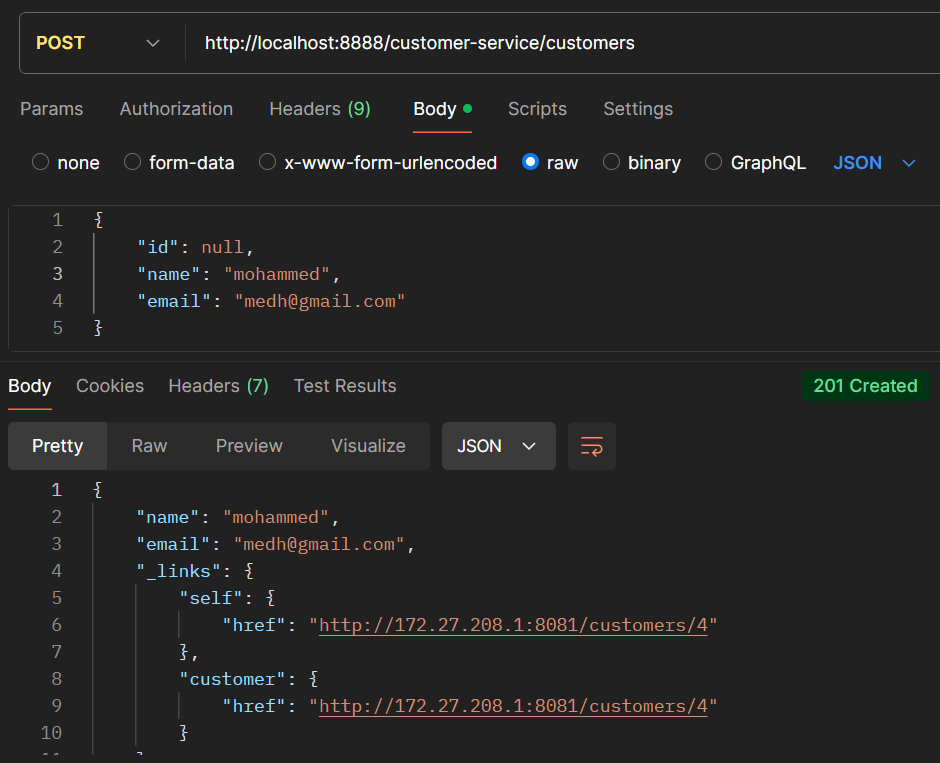 POST http://localhost:8888/customer-service/customers
Params Authorization Headers (9) Body Scripts Settings
none form-data x-www-form-urlencoded raw binary GraphQL JSON
1 {
2 "id": null,
3 "name": "mohammed",
4 "email": "medh@gmail.com"
5 }
Body Cookies Headers (7) Test Results 201 Created
Pretty Raw Preview Visualize JSON
1 {
2 "name": "mohammed",
3 "email": "medh@gmail.com",
4 "_links": {
5 "self": {
6 "href": "http://172.27.208.1:8081/customers/4"
7 },
8 "customer": {
9 "href": "http://172.27.208.1:8081/customers/4"
10 }